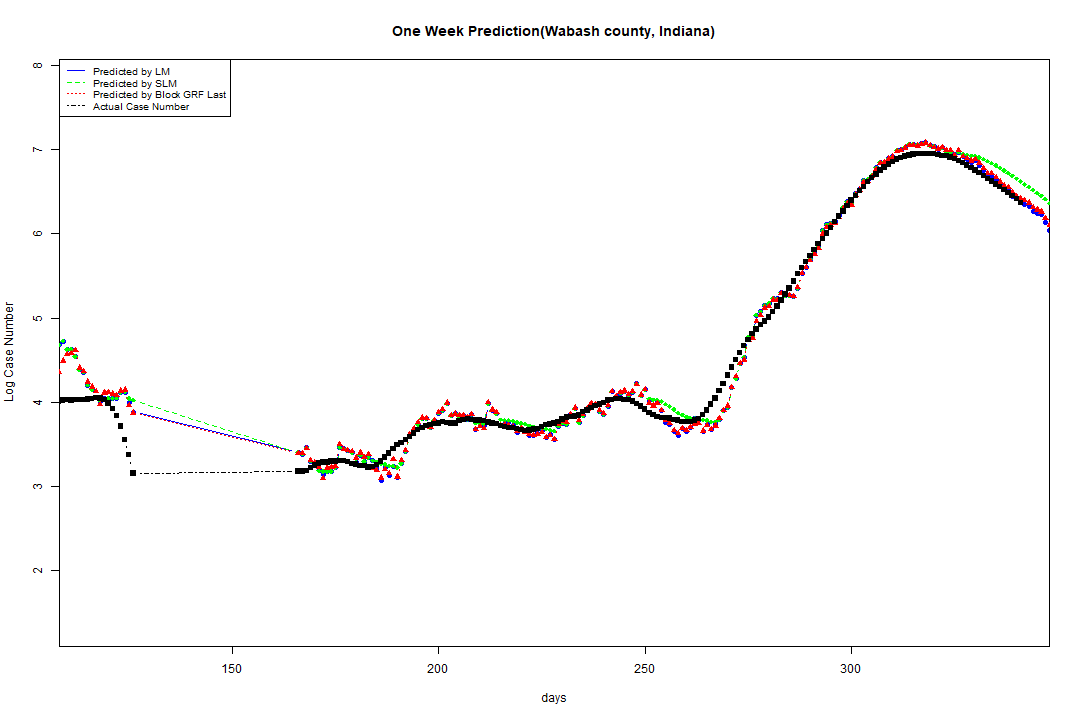 One Week Prediction(Wabash county, Indiana)
Predicted by LM
Predicted by SLM
Predicted by Block GRF Last
Actual Case Number
8
7
6
5
4
3
2
Log Case Number
150 200 250 300
days